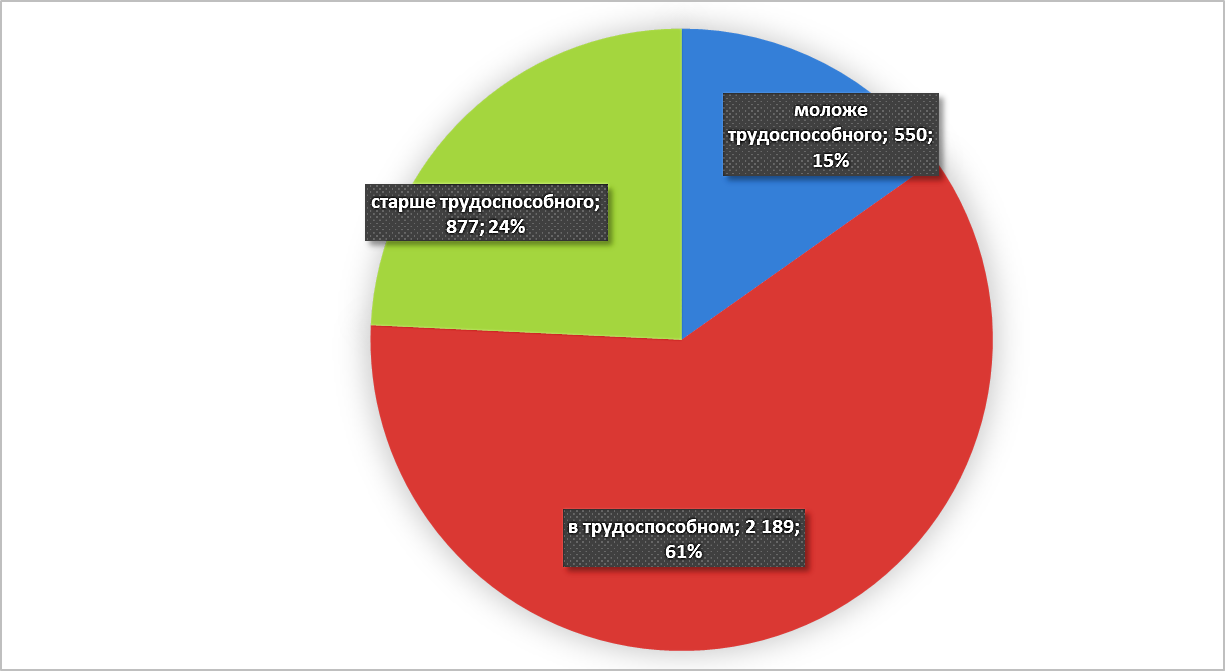 моложе
трудоспособного; 550;
15%
старше трудоспособного;
877; 24%
в трудоспособном; 2 189;
61%